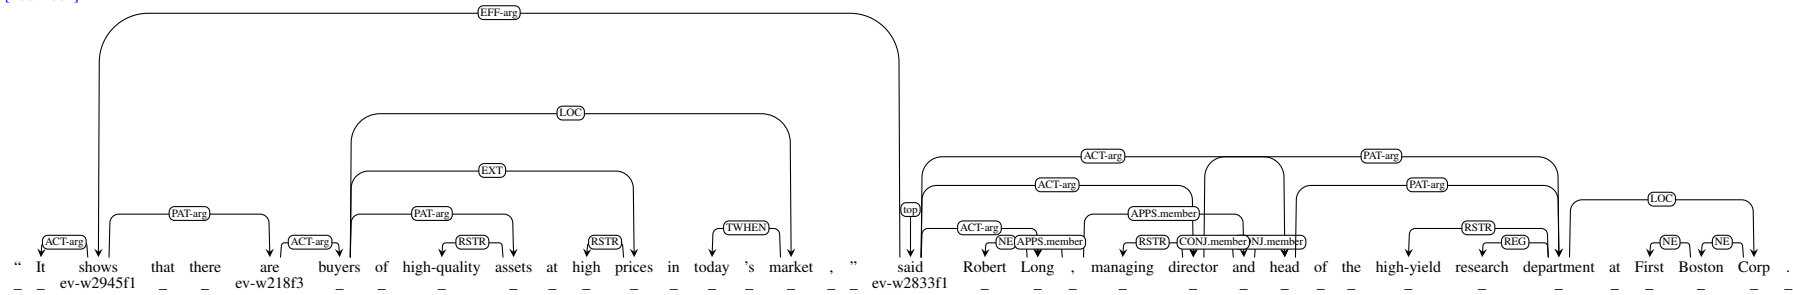 EFF-arg
LOC
ACT-arg PAT-arg
EXT
ACT-arg PAT-arg
LOC
top
PAT-arg PAT-arg APPS.member
TWHEN ACT-arg RSTR
ACT-arg ACT-arg RSTR RSTR NE APPS.member RSTR CONJ.member NJ.member REG NE NE
“ It shows that there are buyers of high-quality assets at high prices in today 's market , ” said Robert Long , managing director and head of the high-yield research department at First Boston Corp .
_ _ ev-w2945f1 _ _ ev-w218f3 _ _ _ _ _ _ _ _ _ _ _ _ _ ev-w2833f1 _ _ _ _ _ _ _ _ _ _ _ _ _ _ _ _ _